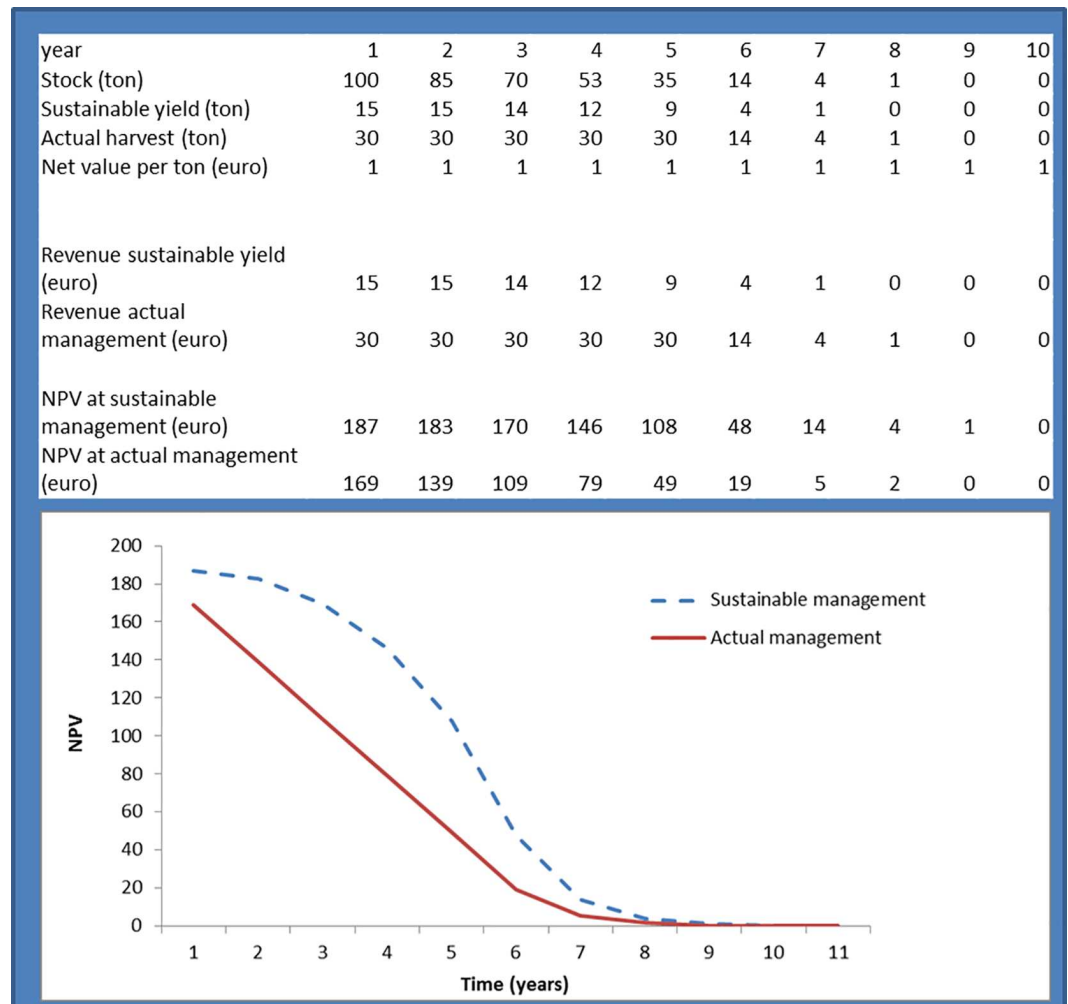 year 1 2 3 4 5 6 7 8 9 10
Stock (ton) 100 85 70 53 35 14 4 1 0 0
Sustainable yield (ton) 15 15 14 12 9 4 1 0 0 0
Actual harvest (ton) 30 30 30 30 30 14 4 1 0 0
Net value per ton (euro) 1 1 1 1 1 1 1 1 1 1
Revenue sustainable yield
(euro) 15 15 14 12 9 4 1 0 0 0
Revenue actual
management (euro) 30 30 30 30 30 14 4 1 0 0
NPV at sustainable
management (euro) 187 183 170 146 108 48 14 4 1 0
NPV at actual management
(euro) 169 139 109 79 49 19 5 2 0 0
200
180
160
140
120
100
80
60
40
20
0
NPV
Sustainable management
Actual management
1 2 3 4 5 6 7 8 9 10 11
Time (years)